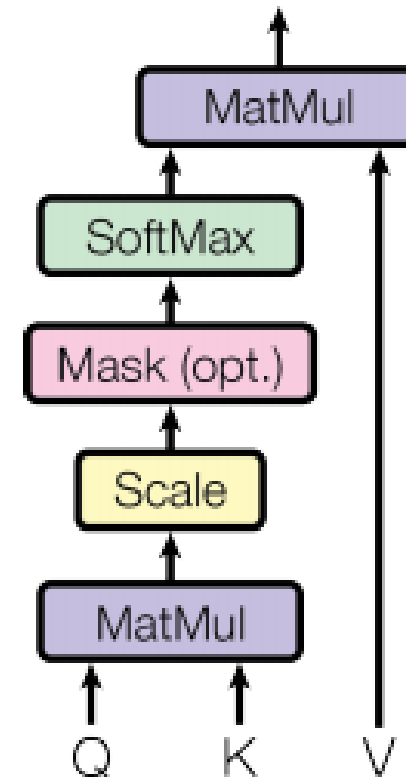 MatMul
SoftMax
Mask (opt.)
Scale
MatMul
Q K V